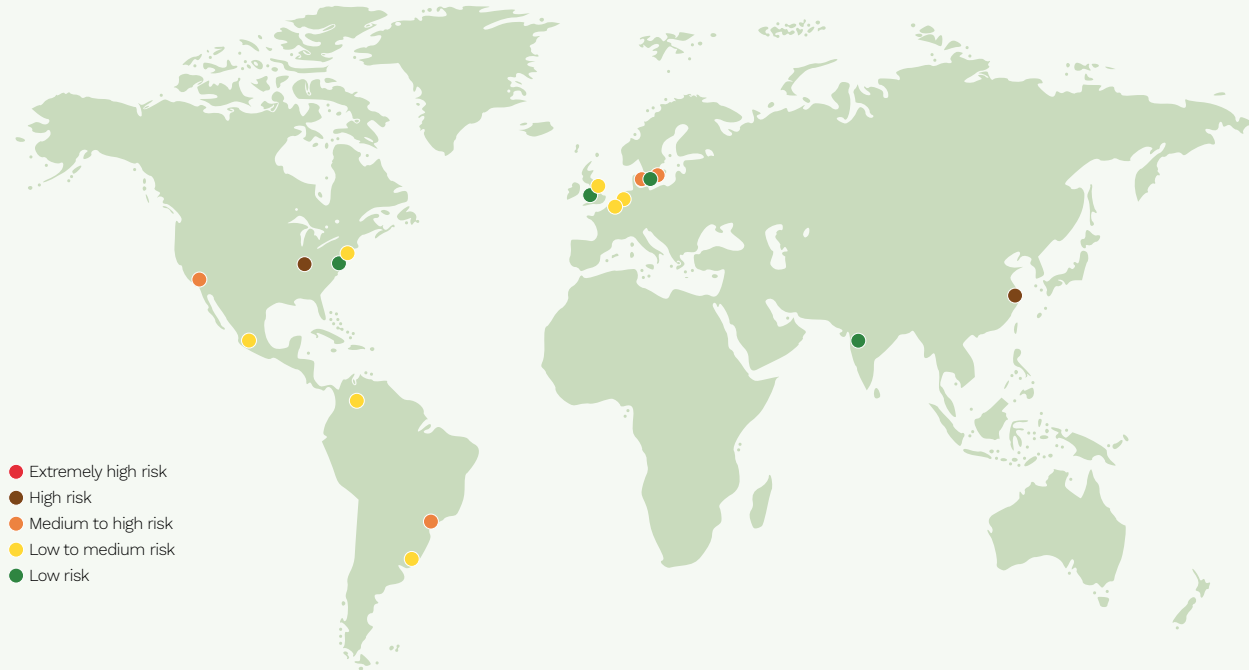 Extremely high risk
High risk
Medium to high risk
Low to medium risk
Low risk